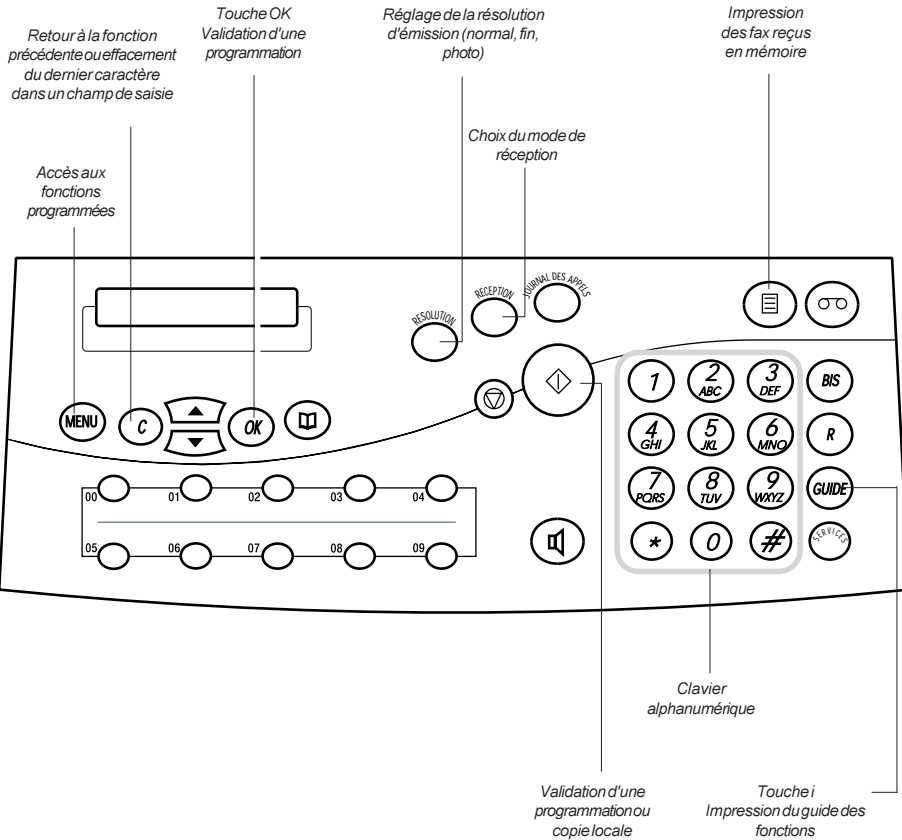 Retour à la fonction
précédente ou effacement
du dernier caractère
dans un champ de saisie
Touche OK
Validation d'une
programmation
Réglage de la résolution
d'émission (normal, fin,
photo)
Impression
des fax reçus
en mémoire
Choix du mode de
réception
Accès aux
fonctions
programmées
RESOLUTION
RECEPTION
JOURNAL DES APPELS
MENU
C
OK
1
2
ABC
3
DEF
BIS
4
GHI
5
JKL
6
MNO
R
7
PQRS
8
TUV
9
WXYZ
GUIDE
*
0
#
SERVICES
00
01
02
03
04
05
06
07
08
09
Clavier
alphanumérique
Validation d'une
programmation ou
copie locale
Touche i
Impression du guide des
fonctions